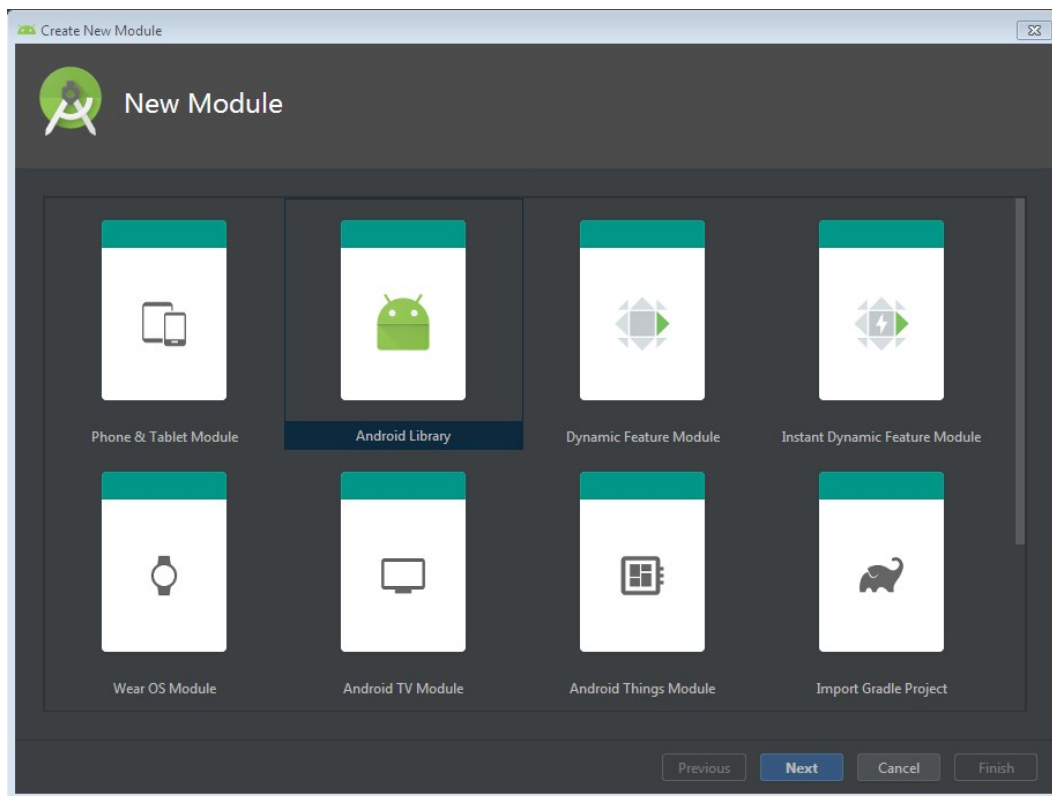 Create New Module
New Module
Phone & Tablet Module
Android Library
Dynamic Feature Module
Instant Dynamic Feature Module
Wear OS Module
Android TV Module
Android Things Module
Import Gradle Project
Previous
Next
Cancel
Finish